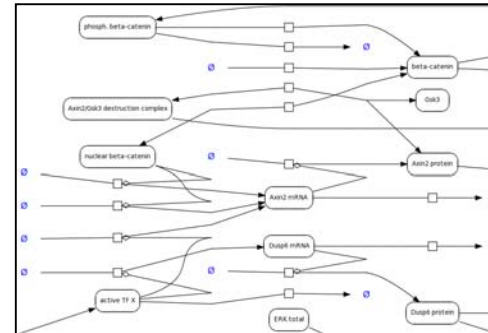 phosph. beta-catenin
Ø
Ø
beta-catenin
Gsk3
Axin2/Gsk3 destruction complex
nuclear beta-catenin
Ø
Axin2 protein
Ø
Axin2 mRNA
Ø
Ø
Dusp6 mRNA
Ø
Ø
active TF X
Ø
Dusp6 protein
ERK total